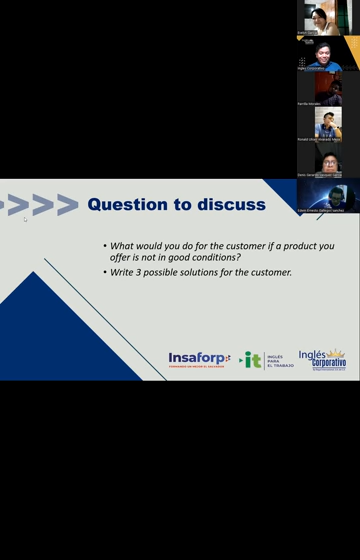 Question to discuss
• What would you do for the customer if a product you
offer is not in good conditions?
• Write 3 possible solutions for the customer.
Insaforp
it
INGLÉS
PARA
EL TRABAJO
Inglés
corporativo